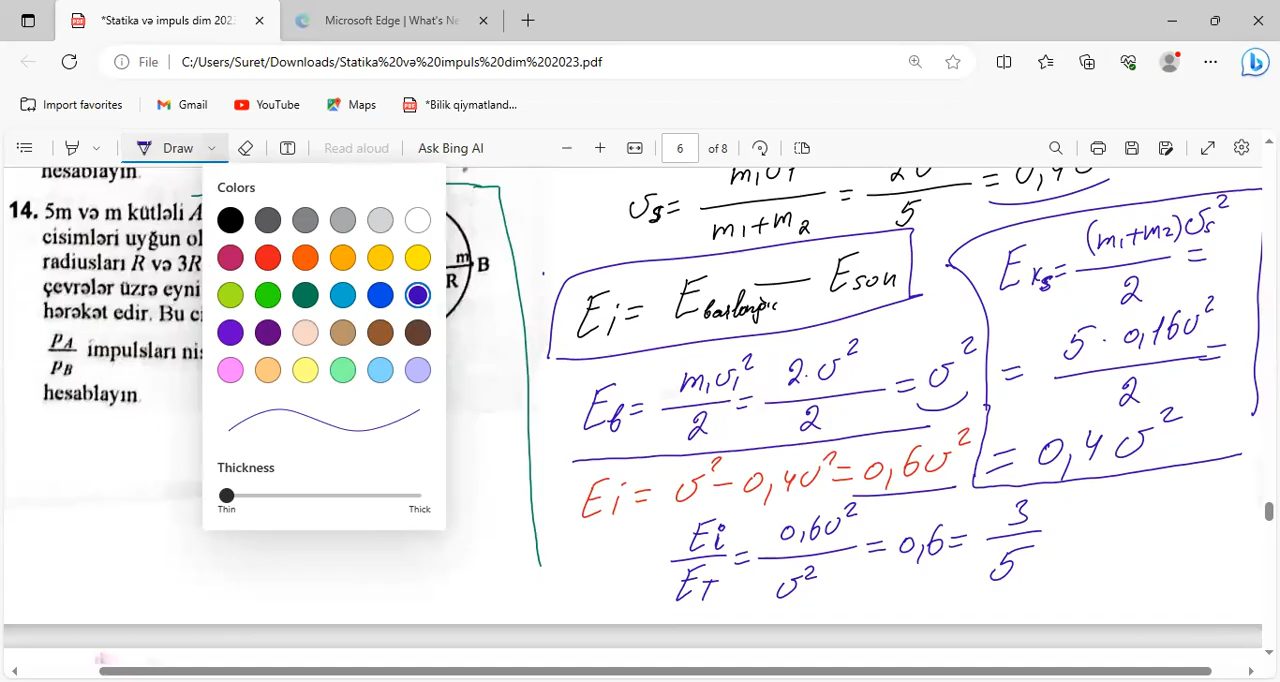 *Statika və impuls dim 202
Microsoft Edge | What's Ne
File
C:/Users/Suret/Downloads/Statika%20və%20impuls%20dim%202023.pdf
Import favorites
Gmail
YouTube
Maps
*Bilik qiymatland...
Draw
Read aloud
Ask Bing AI
6 of 8
hesablayın.
14. 5m və m kütləli A
cisimləri uyğun ol
radiusları R və 3R
çevrələr üzrə eyni
hərəkət edir. Bu ci
P_A/P_B impulsları nis
hesablayın.
m B
R
Colors
Thickness
Thin
Thick
υs = m₁υ₁/(m₁+m₂) = 2υ/5 = 0,4υ
Ei = Ebaşlanğıc — Eson
Eb = m₁υ₁²/2 = 2·υ²/2 = υ²
Ei = υ² - 0,4υ² = 0,6υ²
Ei/ET = 0,6υ²/υ² = 0,6 = 3/5
Eks = (m₁+m₂)υs²/2 =
= 5·0,16υ²/2 =
= 0,4υ²